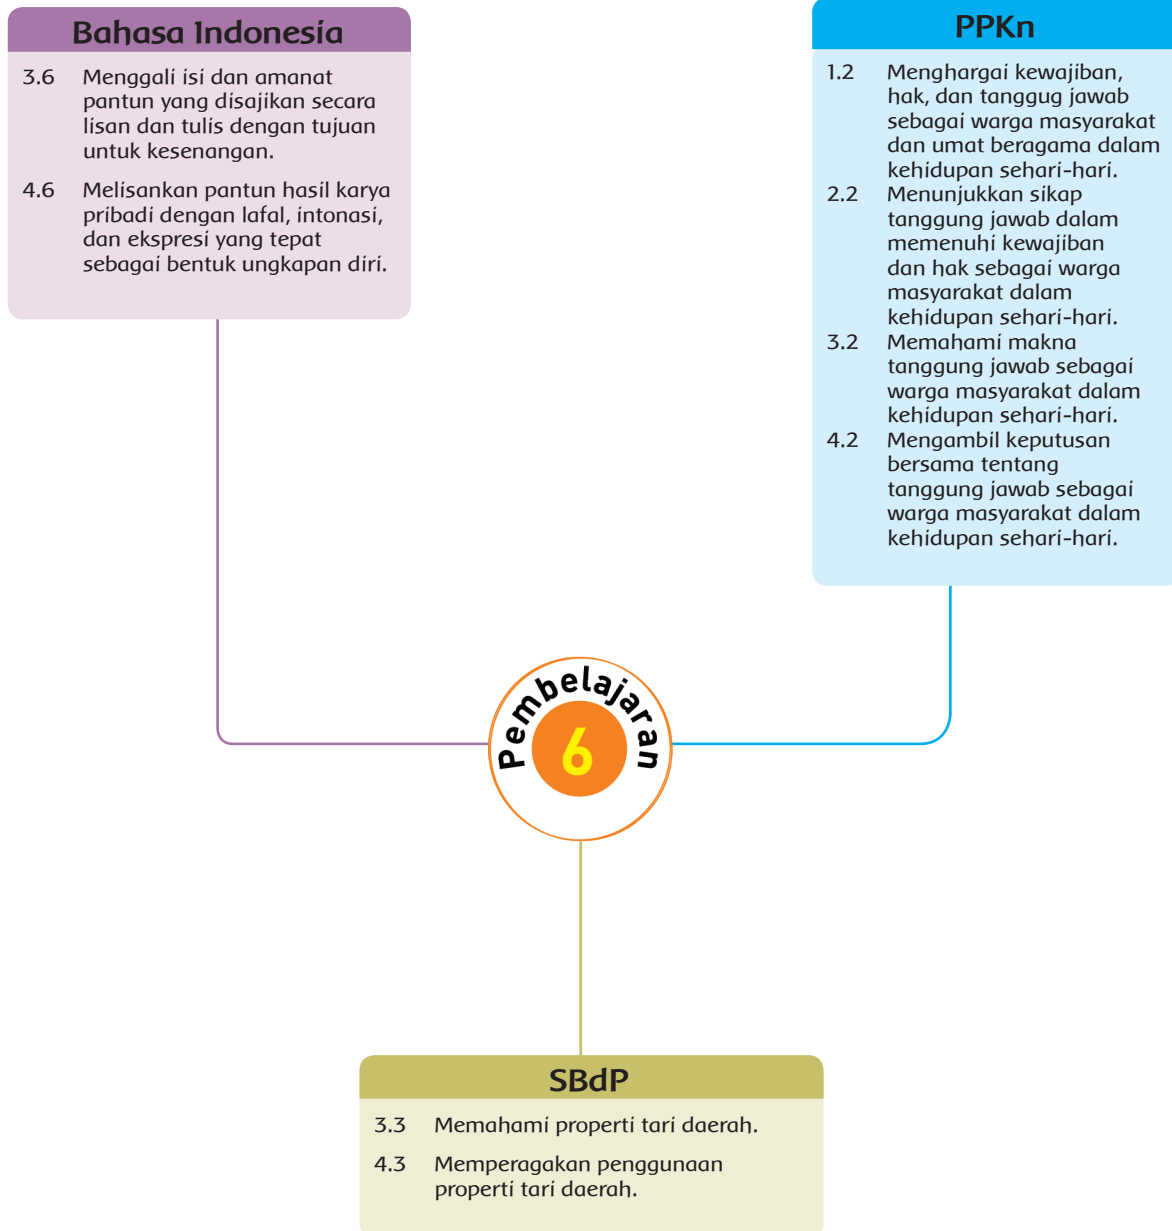 Bahasa Indonesia
3.6 Menggali isi dan amanat
pantun yang disajikan secara
lisan dan tulis dengan tujuan
untuk kesenangan.
4.6 Melisankan pantun hasil karya
pribadi dengan lafal, intonasi,
dan ekspresi yang tepat
sebagai bentuk ungkapan diri.
PPKn
1.2 Menghargai kewajiban,
hak, dan tanggug jawab
sebagai warga masyarakat
dan umat beragama dalam
kehidupan sehari-hari.
2.2 Menunjukkan sikap
tanggung jawab dalam
memenuhi kewajiban
dan hak sebagai warga
masyarakat dalam
kehidupan sehari-hari.
3.2 Memahami makna
tanggung jawab sebagai
warga masyarakat dalam
kehidupan sehari-hari.
4.2 Mengambil keputusan
bersama tentang
tanggung jawab sebagai
warga masyarakat dalam
kehidupan sehari-hari.
Pembelajaran
6
SBdP
3.3 Memahami properti tari daerah.
4.3 Memperagakan penggunaan
properti tari daerah.